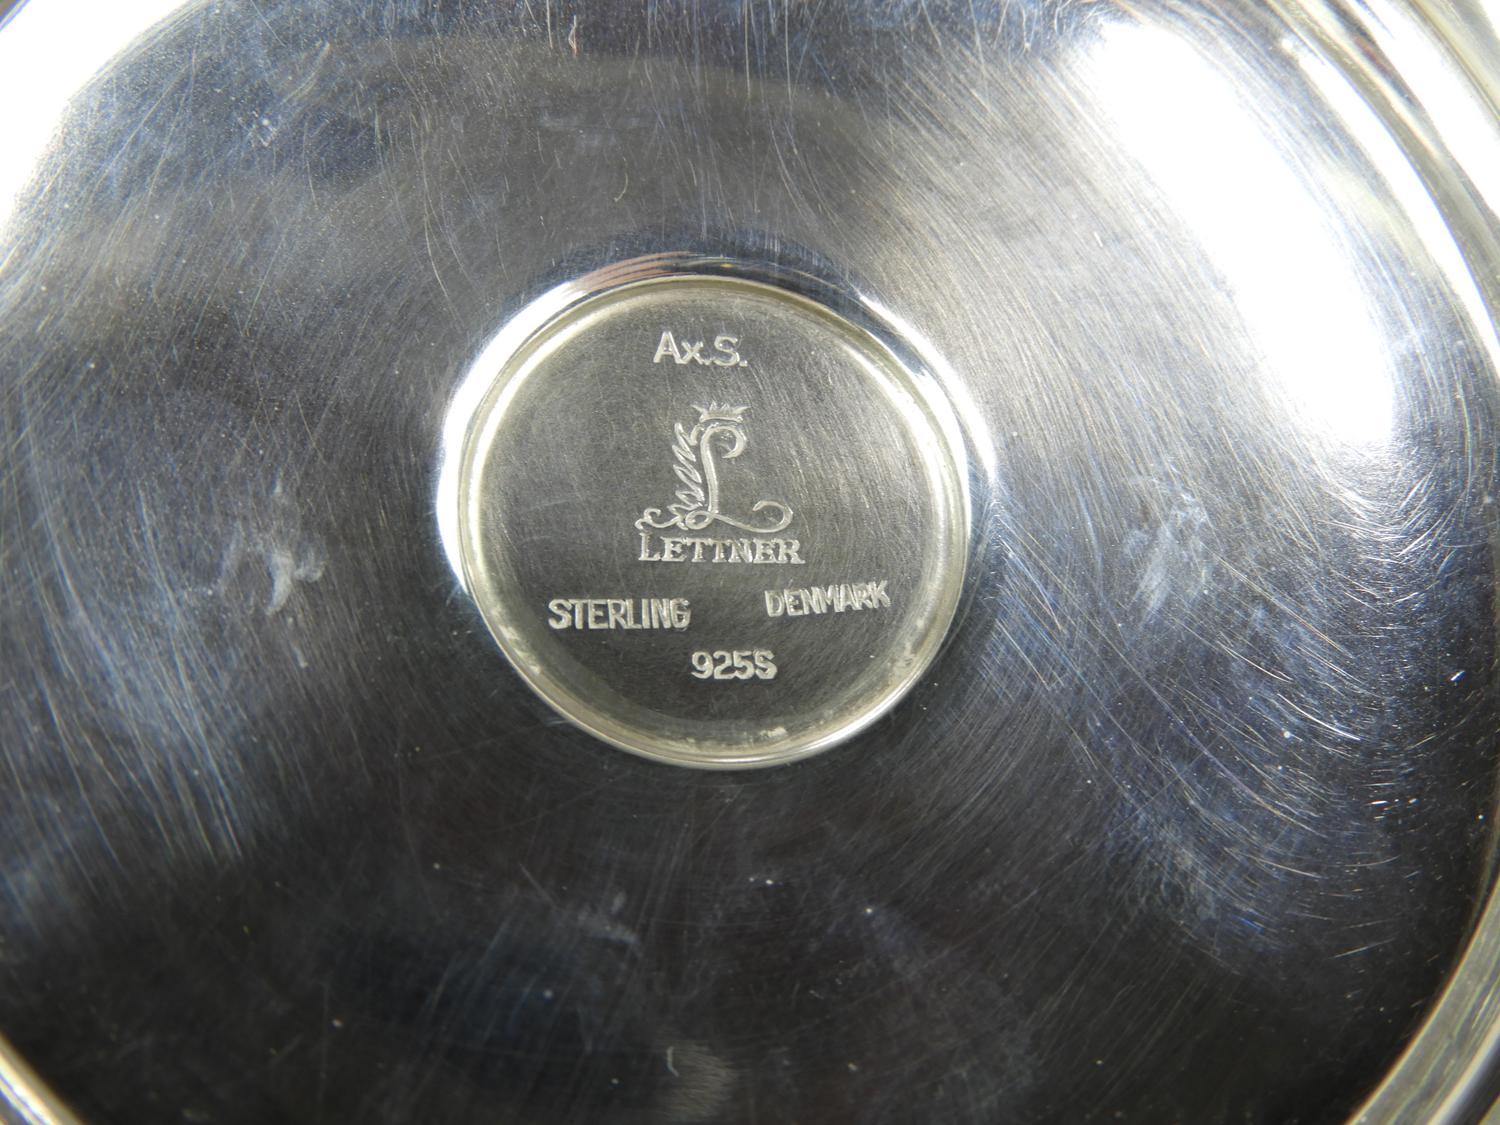 Ax.S.
L
LETTNER
STERLING DENMARK
925S